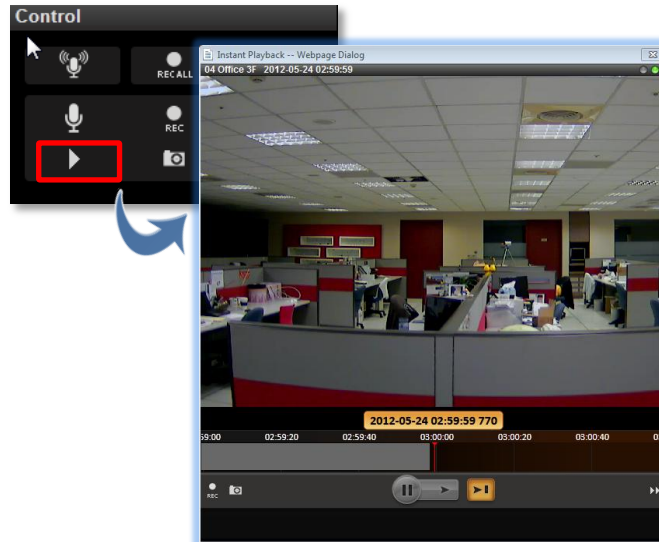 Control
RECALL
REC
Instant Playback -- Webpage Dialog
04 Office 3F 2012-05-24 02:59:59
2012-05-24 02:59:59 770
59:00 02:59:20 02:59:40 03:00:00 03:00:20 03:00:40 03
REC